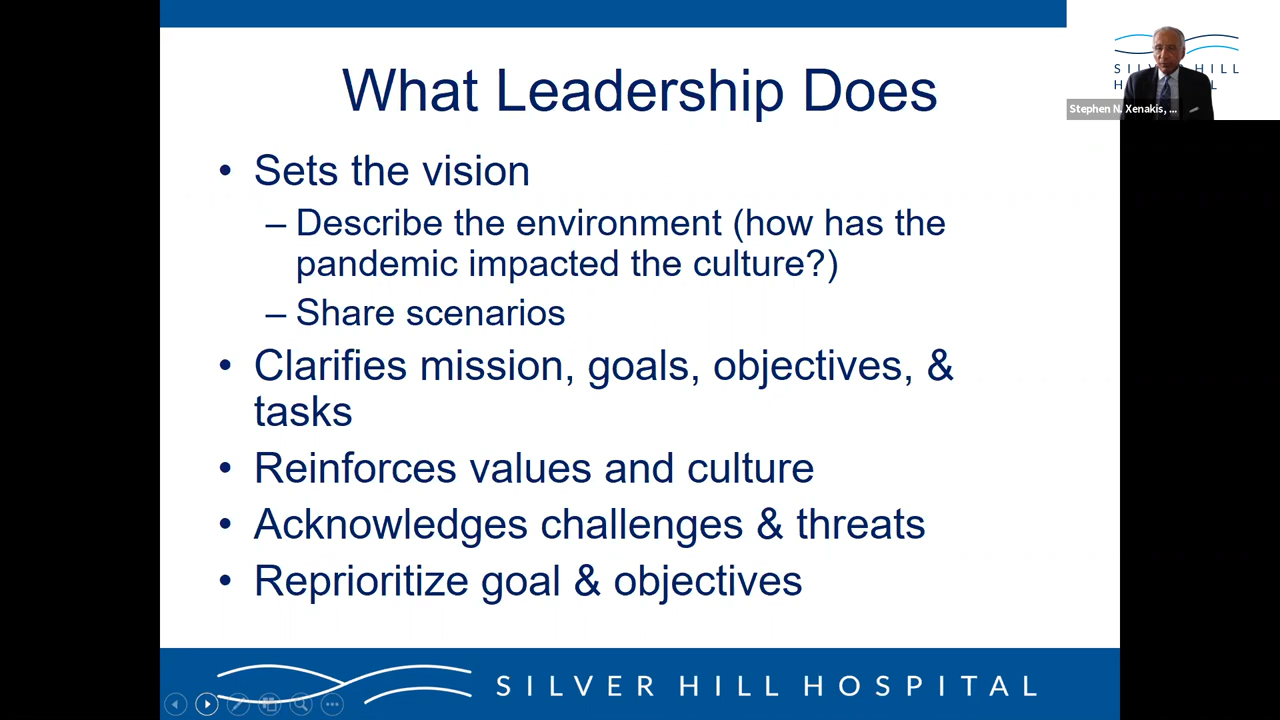 What Leadership Does
• Sets the vision
– Describe the environment (how has the
pandemic impacted the culture?)
– Share scenarios
• Clarifies mission, goals, objectives, &
tasks
• Reinforces values and culture
• Acknowledges challenges & threats
• Reprioritize goal & objectives
SILVER HILL HOSPITAL
Stephen N. Xenakis, ...